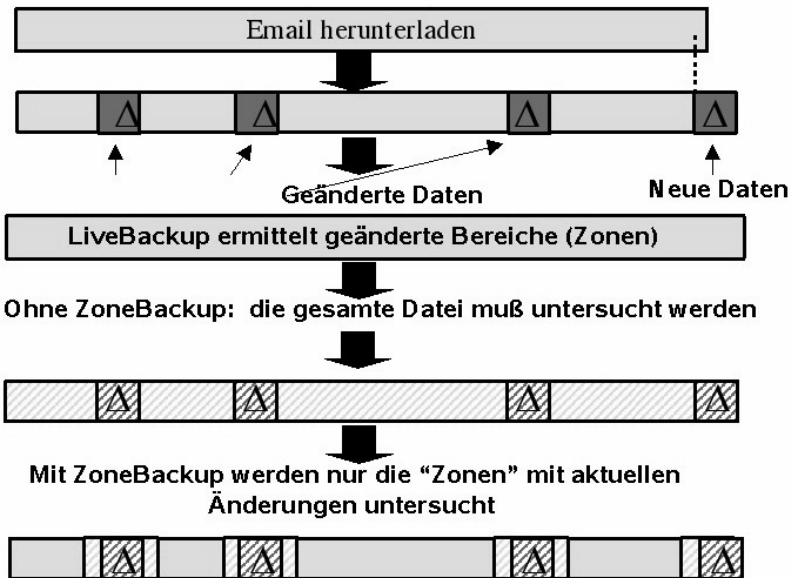 Email herunterladen
Δ Δ Δ Δ
Geänderte Daten
Neue Daten
LiveBackup ermittelt geänderte Bereiche (Zonen)
Ohne ZoneBackup: die gesamte Datei muß untersucht werden
Δ Δ Δ Δ
Mit ZoneBackup werden nur die “Zonen” mit aktuellen
Änderungen untersucht
Δ Δ Δ Δ